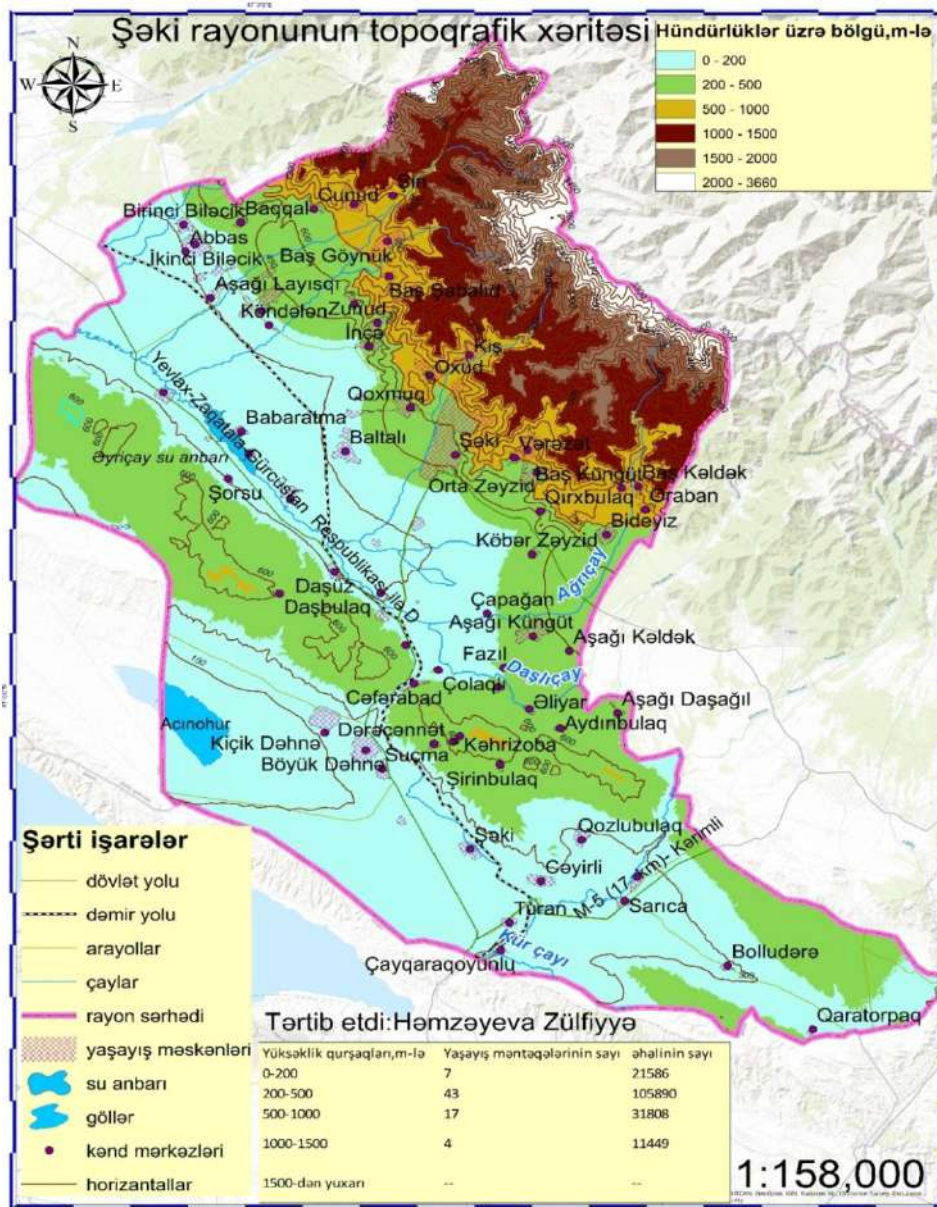 Şəki rayonunun topoqrafik xəritəsi
Hündürlüklər üzrə bölgü,m-lə
0 - 200
200 - 500
500 - 1000
1000 - 1500
1500 - 2000
2000 - 3660
N
W
E
S
Birinci Biləcik
Baqqal
Cunud
Şin
Abbas
İkinci Biləcik
Baş Göynük
Aşağı Layısqı
Baş Şabalıd
Kəndələn
Zunud
İncə
Kiş
Oxud
Qoxmuq
Yevlax-Zaqatala-Gürcüstan Respublikası ilə D
Babaratma
Baltalı
Şəki
Vərəzət
Əyriçay su anbarı
Orta Zəyzid
Baş Küngüt
Baş Kəldək
Şorsu
Qırxbulaq
Oraban
Bideyiz
Köbər Zəyzid
Ağrıçay
Daşüz
Daşbulaq
Çapağan
Aşağı Küngüt
Aşağı Kəldək
Fazıl
Daşlıçay
Cəfərabad
Çolaqlı
Əliyar
Aşağı Daşağıl
Aydınbulaq
Acınohur
Kiçik Dəhnə
Dərəcənnət
Kəhrizoba
Böyük Dəhnə
Suçma
Şirinbulaq
Şəki
Qozlubulaq
Cəyirli
M-5 (17 km)- Kərimli
Sarıca
Turan
Kür çayı
Çayqaraqoyunlu
Bolludərə
Qaratorpaq
Şərti işarələr
dövlət yolu
dəmir yolu
arayollar
çaylar
rayon sərhədi
yaşayış məskənləri
su anbarı
göllər
kənd mərkəzləri
horizantallar
Tərtib etdi:Həmzəyeva Zülfiyyə
Yüksəklik qurşaqları,m-lə Yaşayış məntəqələrinin sayı əhalinin sayı
0-200 7 21586
200-500 43 105890
500-1000 17 31808
1000-1500 4 11449
1500-dən yuxarı -- --
1:158,000